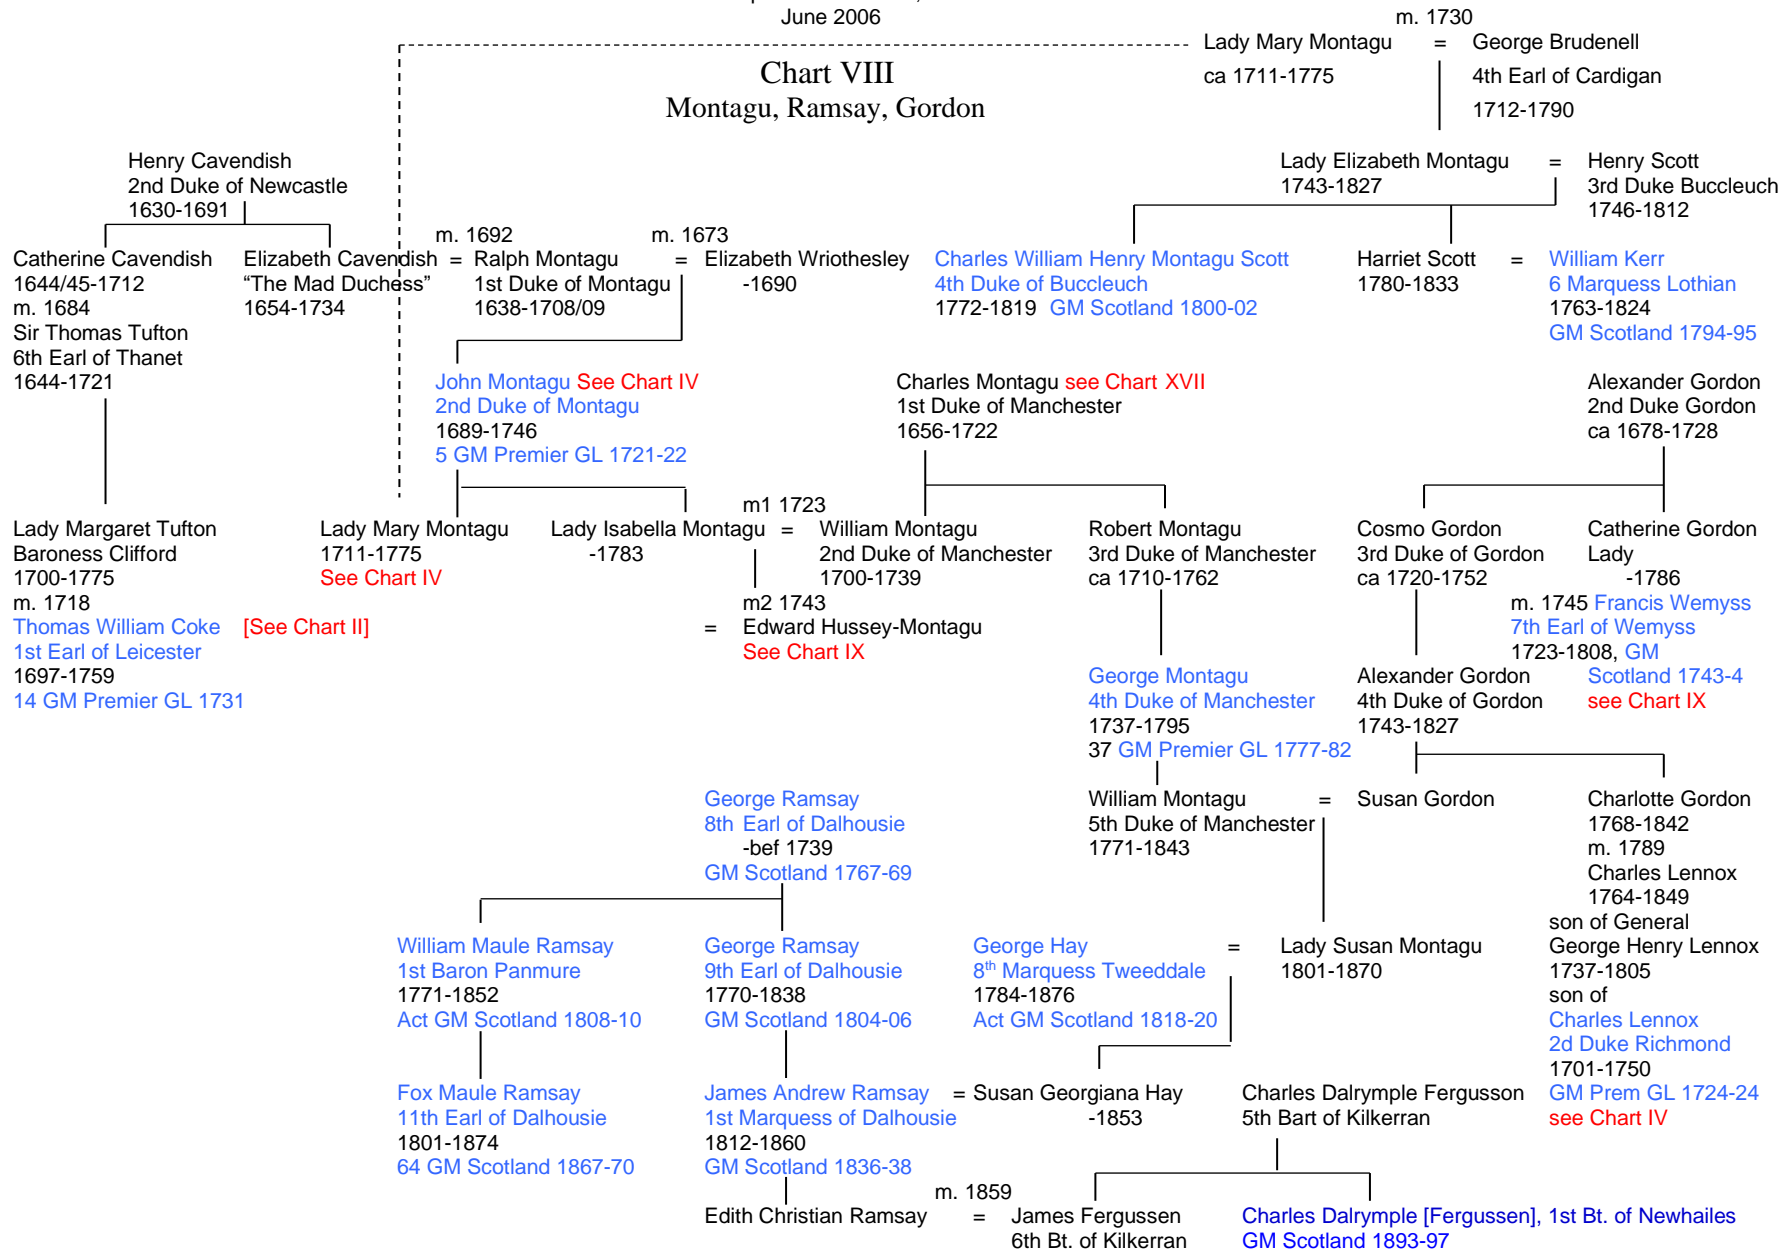 June 2006
m. 1730
Lady Mary Montagu = George Brudenell
ca 1711-1775 4th Earl of Cardigan
1712-1790
Chart VIII
Montagu, Ramsay, Gordon
Henry Cavendish
2nd Duke of Newcastle
1630-1691
Lady Elizabeth Montagu = Henry Scott
1743-1827 3rd Duke Buccleuch
1746-1812
Catherine Cavendish
1644/45-1712
m. 1684
Sir Thomas Tufton
6th Earl of Thanet
1644-1721
Elizabeth Cavendish =
“The Mad Duchess”
1654-1734
m. 1692
Ralph Montagu =
1st Duke of Montagu
1638-1708/09
m. 1673
Elizabeth Wriothesley
-1690
Charles William Henry Montagu Scott
4th Duke of Buccleuch
1772-1819 GM Scotland 1800-02
Harriet Scott =
1780-1833
William Kerr
6 Marquess Lothian
1763-1824
GM Scotland 1794-95
John Montagu See Chart IV
2nd Duke of Montagu
1689-1746
5 GM Premier GL 1721-22
Charles Montagu see Chart XVII
1st Duke of Manchester
1656-1722
Alexander Gordon
2nd Duke Gordon
ca 1678-1728
Lady Margaret Tufton
Baroness Clifford
1700-1775
m. 1718
Thomas William Coke [See Chart II]
1st Earl of Leicester
1697-1759
14 GM Premier GL 1731
Lady Mary Montagu
1711-1775
See Chart IV
Lady Isabella Montagu =
-1783
m1 1723
William Montagu
2nd Duke of Manchester
1700-1739
m2 1743
= Edward Hussey-Montagu
See Chart IX
Robert Montagu
3rd Duke of Manchester
ca 1710-1762
Cosmo Gordon
3rd Duke of Gordon
ca 1720-1752
Catherine Gordon
Lady
-1786
m. 1745 Francis Wemyss
7th Earl of Wemyss
1723-1808, GM
Scotland 1743-4
see Chart IX
George Montagu
4th Duke of Manchester
1737-1795
37 GM Premier GL 1777-82
Alexander Gordon
4th Duke of Gordon
1743-1827
George Ramsay
8th Earl of Dalhousie
-bef 1739
GM Scotland 1767-69
William Montagu =
5th Duke of Manchester
1771-1843
Susan Gordon
Charlotte Gordon
1768-1842
m. 1789
Charles Lennox
1764-1849
son of General
George Henry Lennox
1737-1805
son of
Charles Lennox
2d Duke Richmond
1701-1750
GM Prem GL 1724-24
see Chart IV
William Maule Ramsay
1st Baron Panmure
1771-1852
Act GM Scotland 1808-10
George Ramsay
9th Earl of Dalhousie
1770-1838
GM Scotland 1804-06
George Hay =
8th Marquess Tweeddale
1784-1876
Act GM Scotland 1818-20
Lady Susan Montagu
1801-1870
Fox Maule Ramsay
11th Earl of Dalhousie
1801-1874
64 GM Scotland 1867-70
James Andrew Ramsay =
1st Marquess of Dalhousie
1812-1860
GM Scotland 1836-38
Susan Georgiana Hay
-1853
Charles Dalrymple Fergusson
5th Bart of Kilkerran
m. 1859
Edith Christian Ramsay =
James Fergussen
6th Bt. of Kilkerran
Charles Dalrymple [Fergussen], 1st Bt. of Newhailes
GM Scotland 1893-97